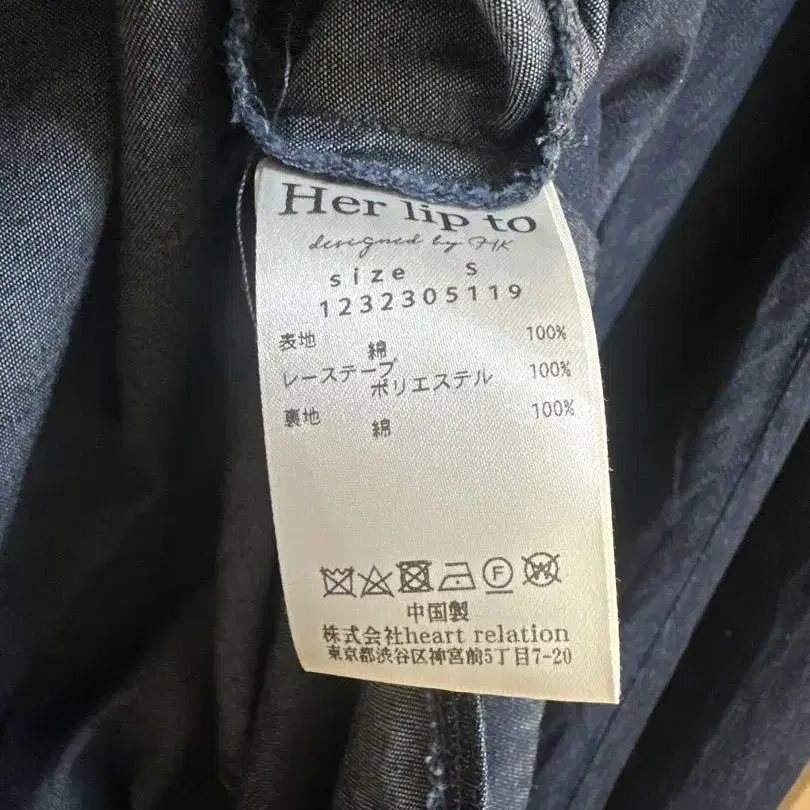 Her lip to
designed by HK
size S
1232305119
表地 綿 100%
レーステープ ポリエステル 100%
裏地 綿 100%
中国製
株式会社heart relation
東京都渋谷区神宮前5丁目7-20